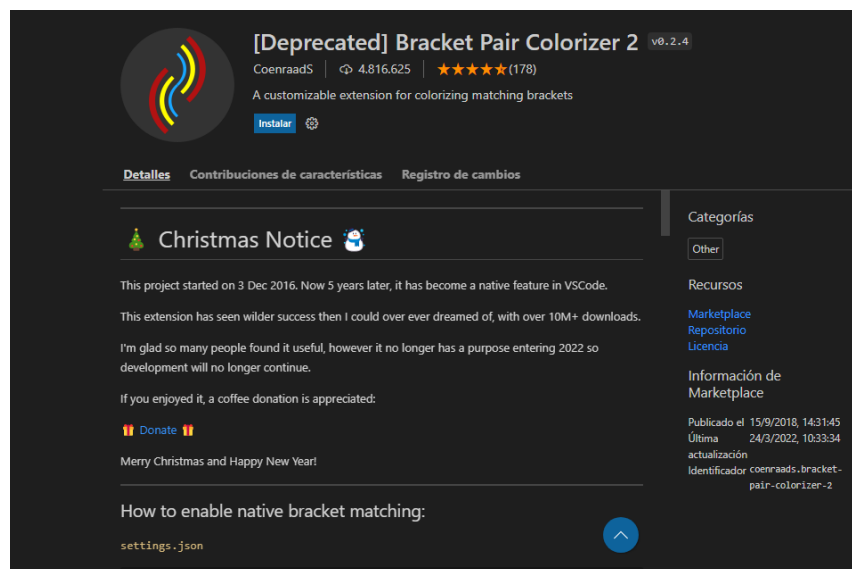 [Deprecated] Bracket Pair Colorizer 2 v0.2.4
CoenraadS 4.816.625 (178)
A customizable extension for colorizing matching brackets
Instalar
Detalles Contribuciones de características Registro de cambios
🎄 Christmas Notice ⛄
This project started on 3 Dec 2016. Now 5 years later, it has become a native feature in VSCode.
This extension has seen wilder success then I could over ever dreamed of, with over 10M+ downloads.
I'm glad so many people found it useful, however it no longer has a purpose entering 2022 so
development will no longer continue.
If you enjoyed it, a coffee donation is appreciated:
🎁 Donate 🎁
Merry Christmas and Happy New Year!
How to enable native bracket matching:
settings.json
Categorías
Other
Recursos
Marketplace
Repositorio
Licencia
Información de
Marketplace
Publicado el 15/9/2018, 14:31:45
Última 24/3/2022, 10:33:34
actualización
Identificador coenraads.bracket-
pair-colorizer-2